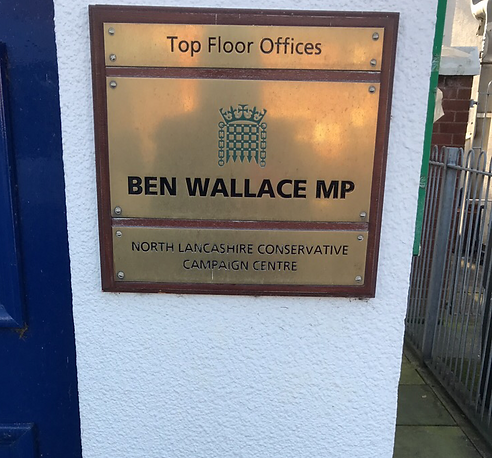 Top Floor Offices
BEN WALLACE MP
NORTH LANCASHIRE CONSERVATIVE
CAMPAIGN CENTRE